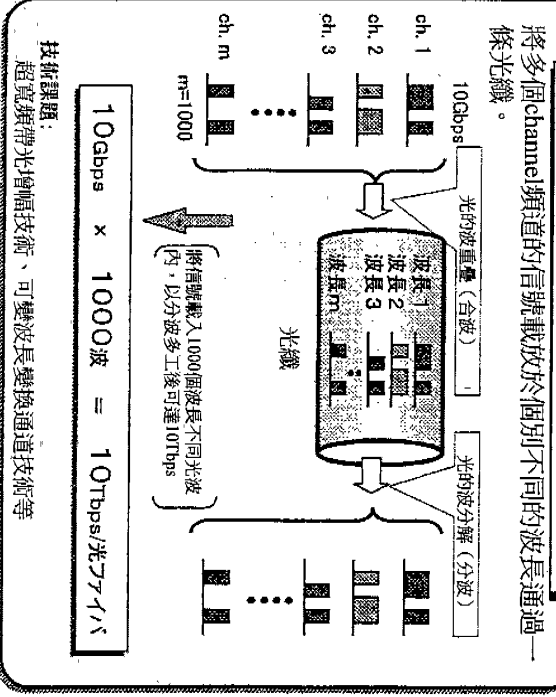 將多個channel頻道的信號載放於個別不同的波長通過一
條光纖。
10Gbps
ch. 1
ch. 2
ch. 3
ch. m
m=1000
光的波重疊（合波）
波長1
波長2
波長3
波長m
光纖
光的波分解（分波）
將信號載入1000個波長不同光波
內，以分波多工後可達10Tbps
10Gbps × 1000波 = 10Tbps/光ファイバ
技術課題:
超寬頻帶光增幅技術、可變波長變換通道技術等